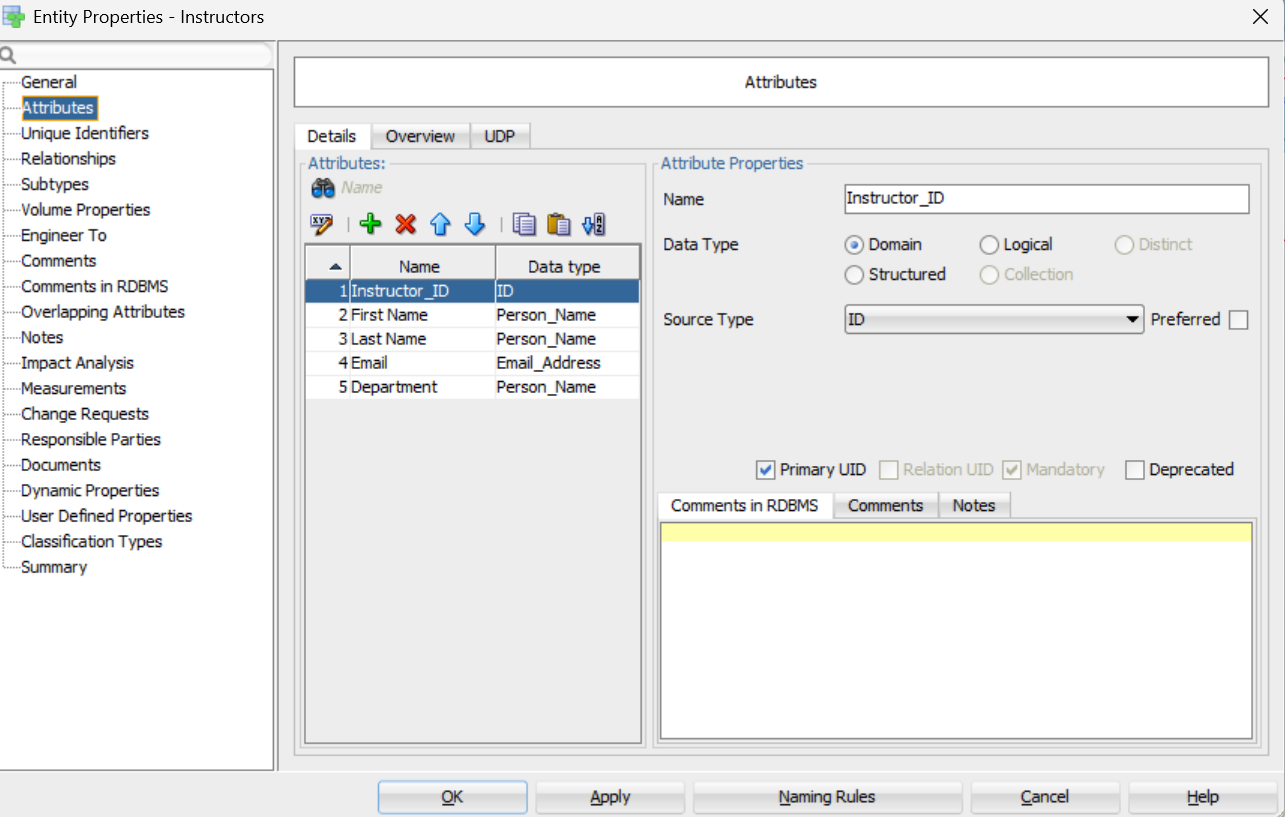 Entity Properties - Instructors
General
Attributes
Unique Identifiers
Relationships
Subtypes
Volume Properties
Engineer To
Comments
Comments in RDBMS
Overlapping Attributes
Notes
Impact Analysis
Measurements
Change Requests
Responsible Parties
Documents
Dynamic Properties
User Defined Properties
Classification Types
Summary
Attributes
Details Overview UDP
Attributes:
Name
Name Data type
1 Instructor_ID ID
2 First Name Person_Name
3 Last Name Person_Name
4 Email Email_Address
5 Department Person_Name
Attribute Properties
Name Instructor_ID
Data Type Domain Logical Distinct
Structured Collection
Source Type ID Preferred
Primary UID Relation UID Mandatory Deprecated
Comments in RDBMS Comments Notes
OK Apply Naming Rules Cancel Help